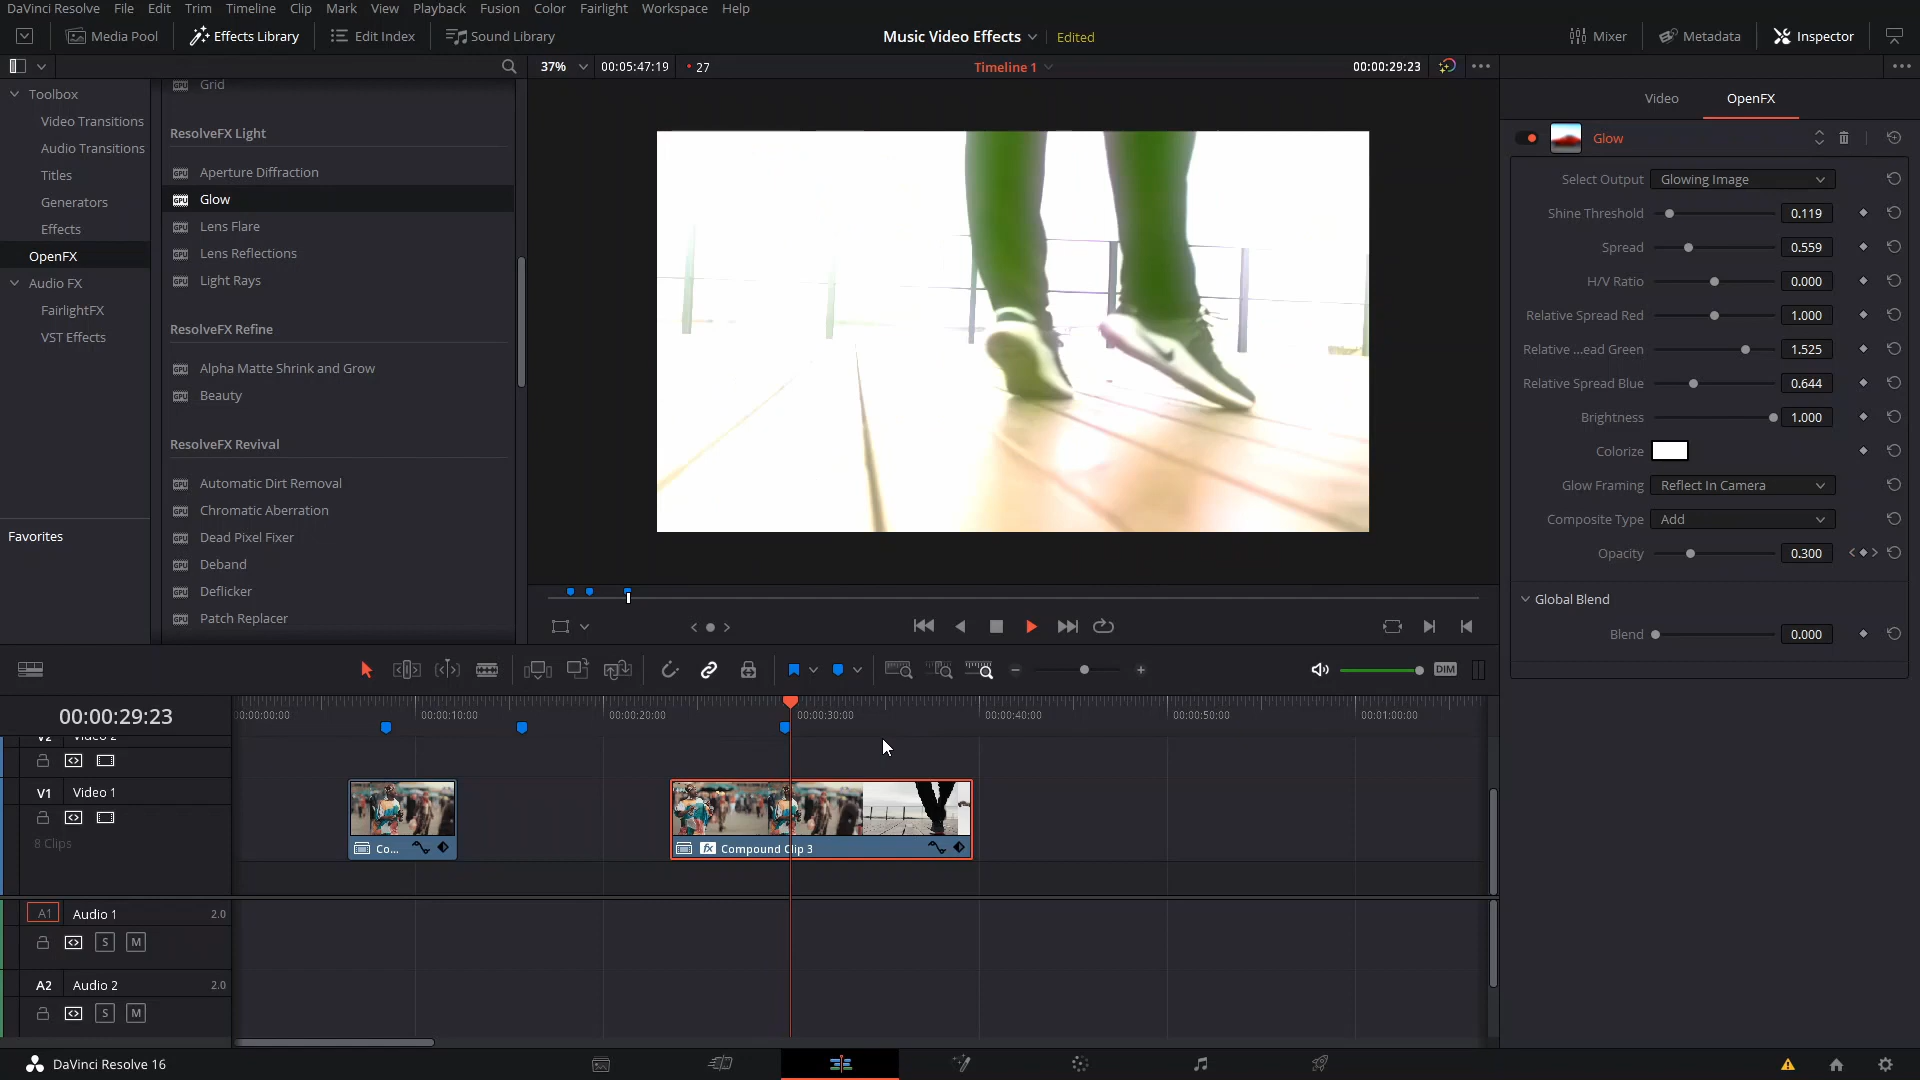 DaVinci Resolve File Edit Trim Timeline Clip Mark View Playback Fusion Color Fairlight Workspace Help
Media Pool Effects Library Edit Index Sound Library Music Video Effects Edited Mixer Metadata Inspector
37% 00:05:47:19 27 Timeline 1 00:00:29:23
Toolbox
Video Transitions
Audio Transitions
Titles
Generators
Effects
OpenFX
Audio FX
FairlightFX
VST Effects
Favorites
Grid
ResolveFX Light
Aperture Diffraction
Glow
Lens Flare
Lens Reflections
Light Rays
ResolveFX Refine
Alpha Matte Shrink and Grow
Beauty
ResolveFX Revival
Automatic Dirt Removal
Chromatic Aberration
Dead Pixel Fixer
Deband
Deflicker
Patch Replacer
Video OpenFX
Glow
Select Output Glowing Image
Shine Threshold 0.119
Spread 0.559
H/V Ratio 0.000
Relative Spread Red 1.000
Relative ...ead Green 1.525
Relative Spread Blue 0.644
Brightness 1.000
Colorize
Glow Framing Reflect In Camera
Composite Type Add
Opacity 0.300
Global Blend
Blend 0.000
DIM
00:00:29:23 00:00:00:00 00:00:10:00 00:00:20:00 00:00:30:00 00:00:40:00 00:00:50:00 00:01:00:00
V2 Video 2
V1 Video 1
8 Clips
Co... fx Compound Clip 3
A1 Audio 1 2.0
S M
A2 Audio 2 2.0
S M
DaVinci Resolve 16